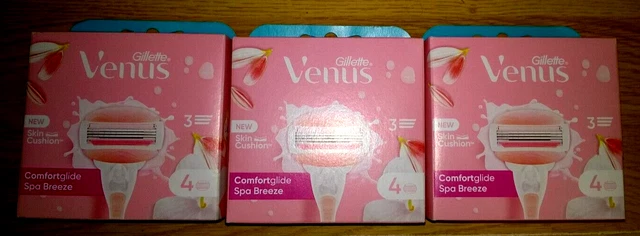 Gillette
Venus
3
NEW
Skin
Cushion
Comfortglide
Spa Breeze
4
Gillette
Venus
3
NEW
Skin
Cushion
Comfortglide
Spa Breeze
4
Gillette
Venus
3
NEW
Skin
Cushion
Comfortglide
Spa Breeze
4